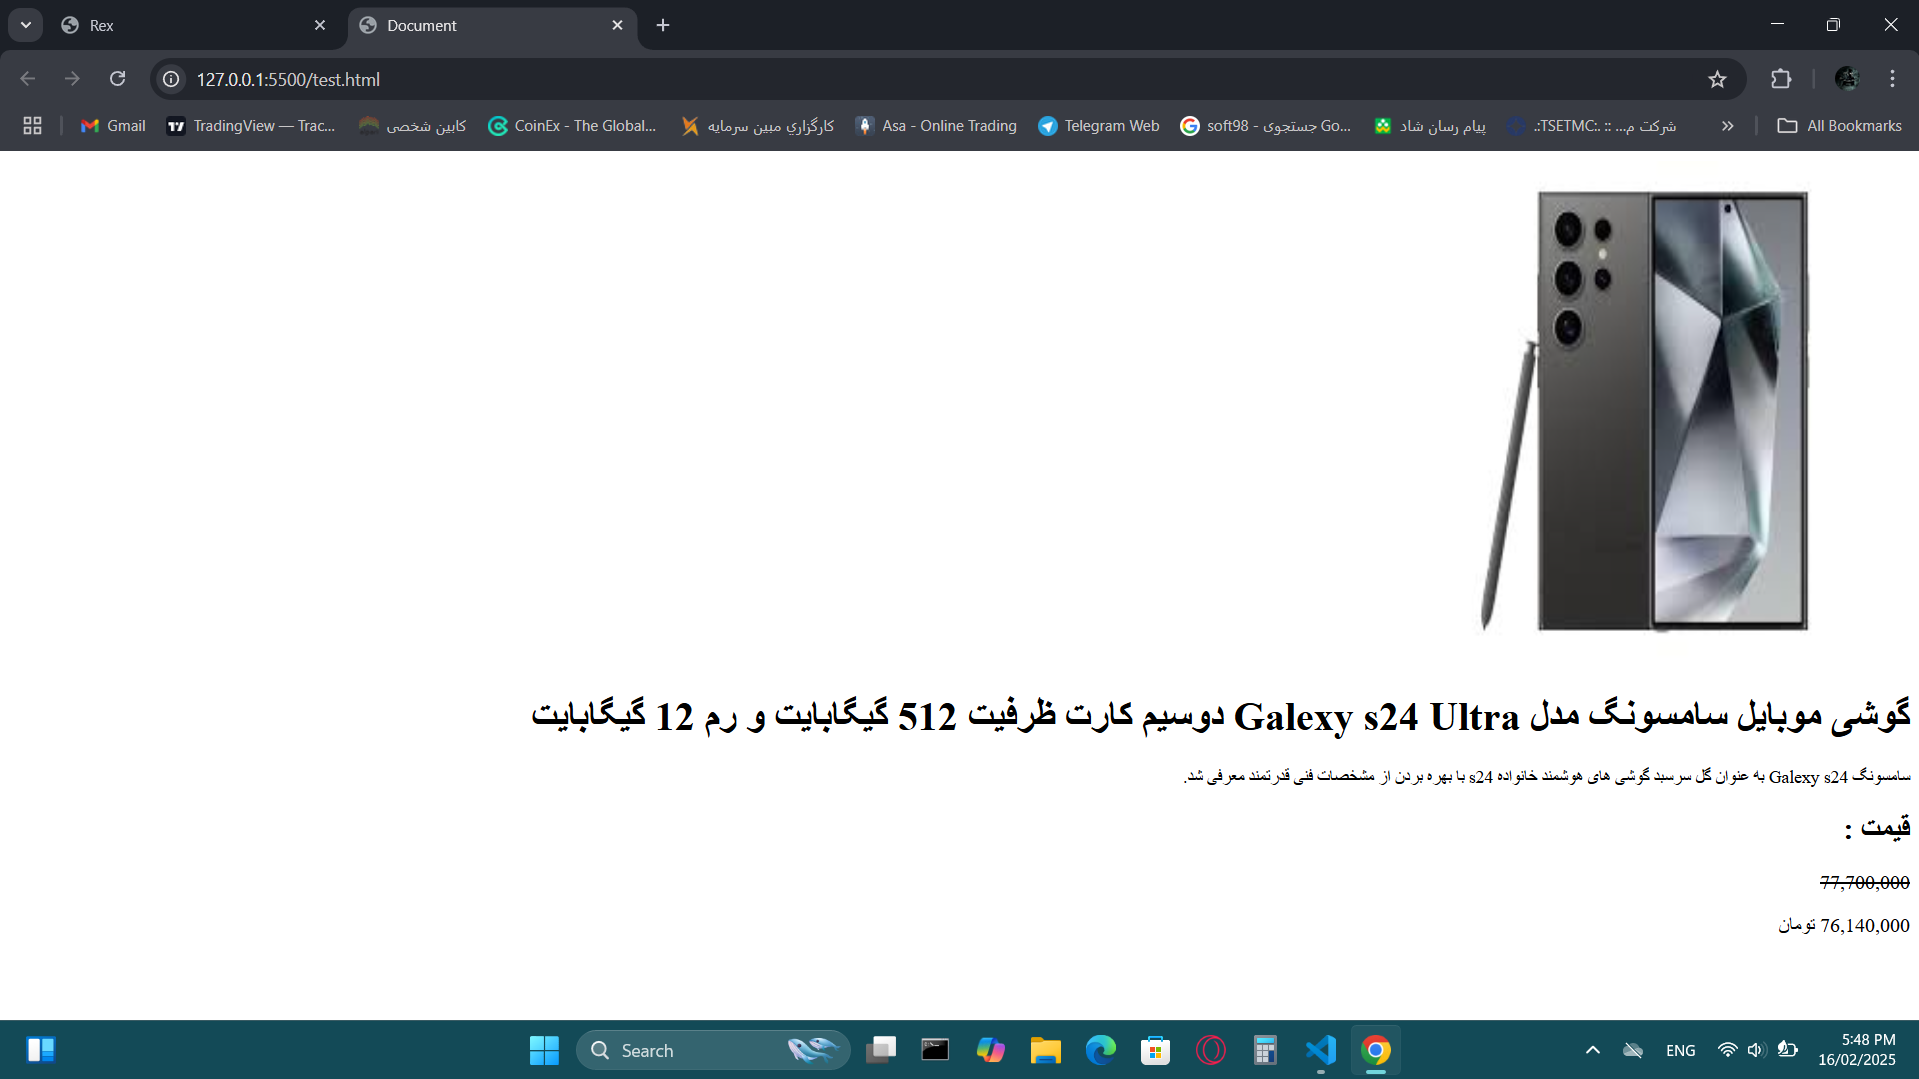 Rex
Document
127.0.0.1:5500/test.html
Gmail
TradingView — Trac...
کابین شخصی
CoinEx - The Global...
کارگزاري مبین سرمایه
Asa - Online Trading
Telegram Web
soft98 - جستجوی Go...
پیام رسان شاد
.:TSETMC:. :: شرکت م...
All Bookmarks
گوشی موبایل سامسونگ مدل Galexy s24 Ultra دوسیم کارت ظرفیت 512 گیگابایت و رم 12 گیگابایت
سامسونگ Galexy s24 به عنوان گل سرسبد گوشی های هوشمند خانواده s24 با بهره بردن از مشخصات فنی قدرتمند معرفی شد.
قیمت :
77,700,000
76,140,000 تومان
Search
ENG
5:48 PM
16/02/2025